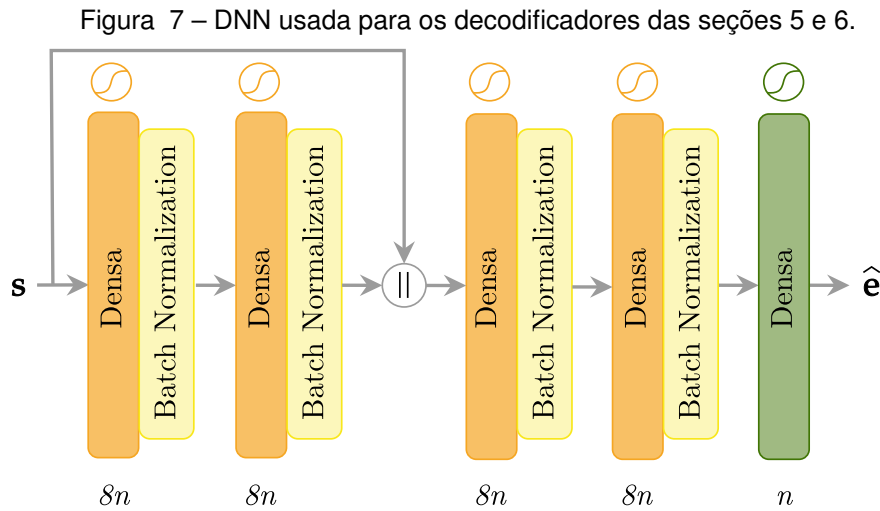 Figura 7 – DNN usada para os decodificadores das seções 5 e 6.
s
Densa
Batch Normalization
Densa
Batch Normalization
||
Densa
Batch Normalization
Densa
Batch Normalization
Densa
ê
8n
8n
8n
8n
n